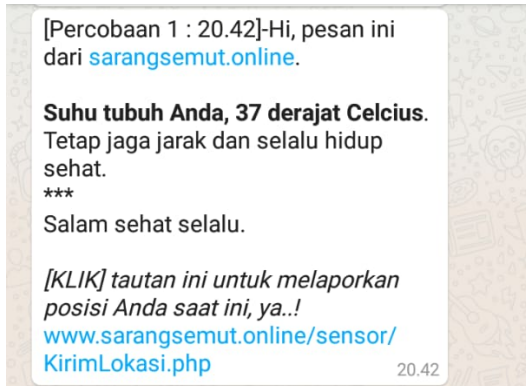 [Percobaan 1 : 20.42]-Hi, pesan ini
dari sarangsemut.online.
Suhu tubuh Anda, 37 derajat Celcius.
Tetap jaga jarak dan selalu hidup
sehat.
***
Salam sehat selalu.
[KLIK] tautan ini untuk melaporkan
posisi Anda saat ini, ya..!
www.sarangsemut.online/sensor/
KirimLokasi.php
20.42